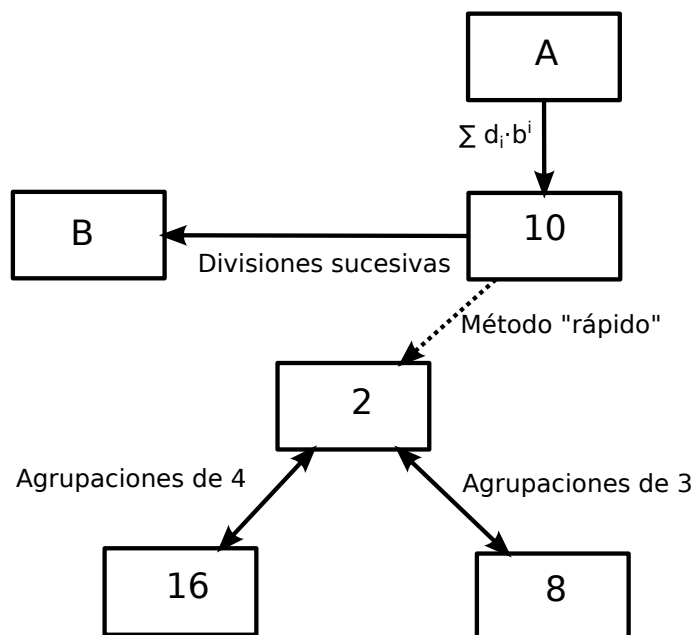 A
∑ dᵢ·bⁱ
B
10
Divisiones sucesivas
Método "rápido"
2
Agrupaciones de 4
Agrupaciones de 3
16
8